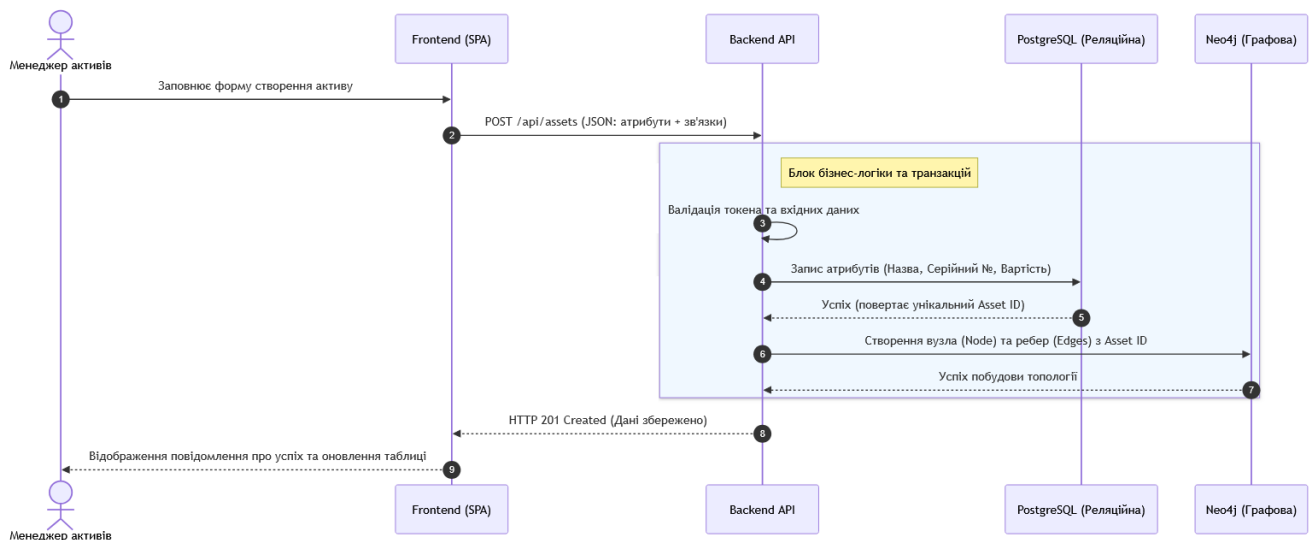 Менеджер активів
Frontend (SPA)
Backend API
PostgreSQL (Реляційна)
Neo4j (Графова)
1
Заповнює форму створення активу
2
POST /api/assets (JSON: атрибути + зв'язки)
Блок бізнес-логіки та транзакцій
Валідація токена та вхідних даних
3
4
Запис атрибутів (Назва, Серійний №, Вартість)
Успіх (повертає унікальний Asset ID)
5
6
Створення вузла (Node) та ребер (Edges) з Asset ID
Успіх побудови топології
7
HTTP 201 Created (Дані збережено)
8
Відображення повідомлення про успіх та оновлення таблиці
9
Менеджер активів
Frontend (SPA)
Backend API
PostgreSQL (Реляційна)
Neo4j (Графова)